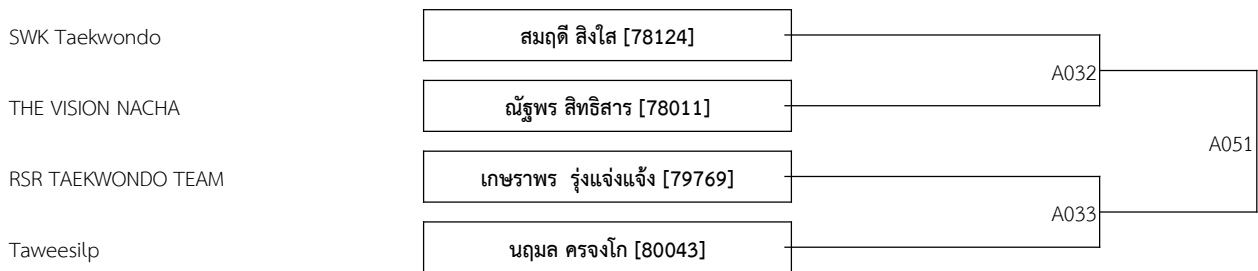 SWK Taekwondo สมฤดี สิงใส [78124]
A032
THE VISION NACHA ณัฐพร สิทธิสาร [78011]
A051
RSR TAEKWONDO TEAM เกษราพร รุ่งแจ่งแจ้ง [79769]
A033
Taweesilp นฤมล ครจงโก [80043]